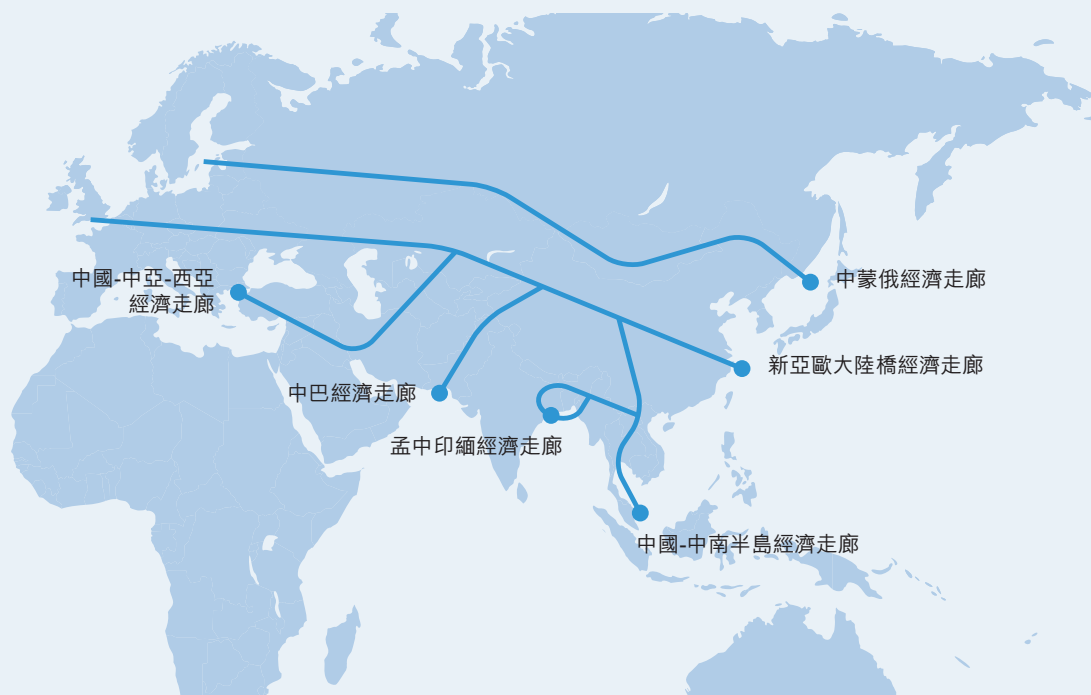 中國-中亞-西亞
經濟走廊
中蒙俄經濟走廊
新亞歐大陸橋經濟走廊
中巴經濟走廊
孟中印緬經濟走廊
中國-中南半島經濟走廊